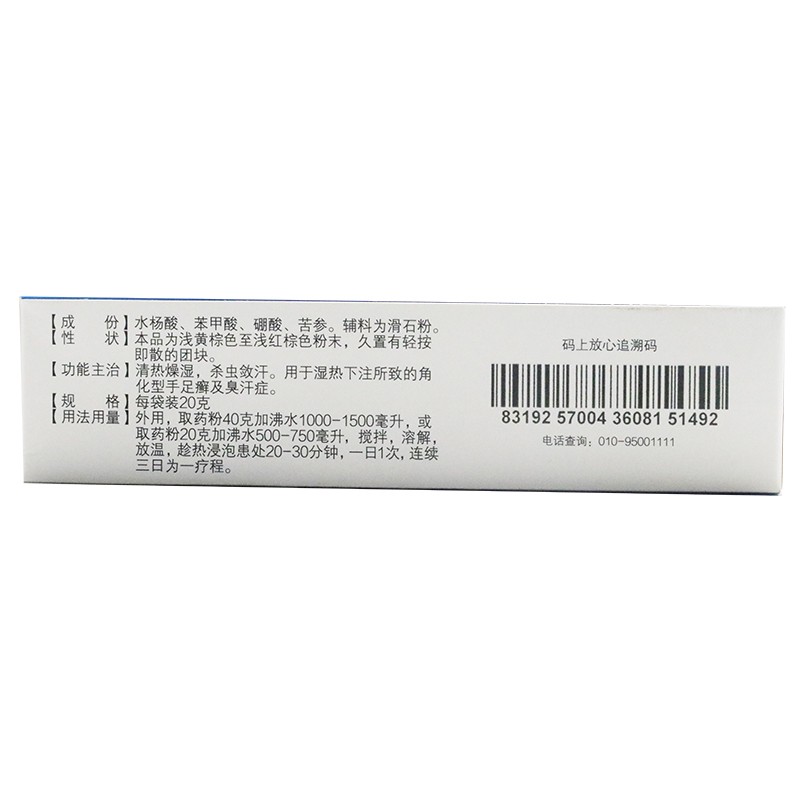 【成　份】水杨酸、苯甲酸、硼酸、苦参。辅料为滑石粉。
【性　状】本品为浅黄棕色至浅红棕色粉末，久置有轻按
即散的团块。
【功能主治】清热燥湿，杀虫敛汗。用于湿热下注所致的角
化型手足癣及臭汗症。
【规　格】每袋装20克
【用法用量】外用，取药粉40克加沸水1000-1500毫升，或
取药粉20克加沸水500-750毫升，搅拌，溶解，
放温，趁热浸泡患处20-30分钟，一日1次，连续
三日为一疗程。
码上放心追溯码
83192 57004 36081 51492
电话查询：010-95001111